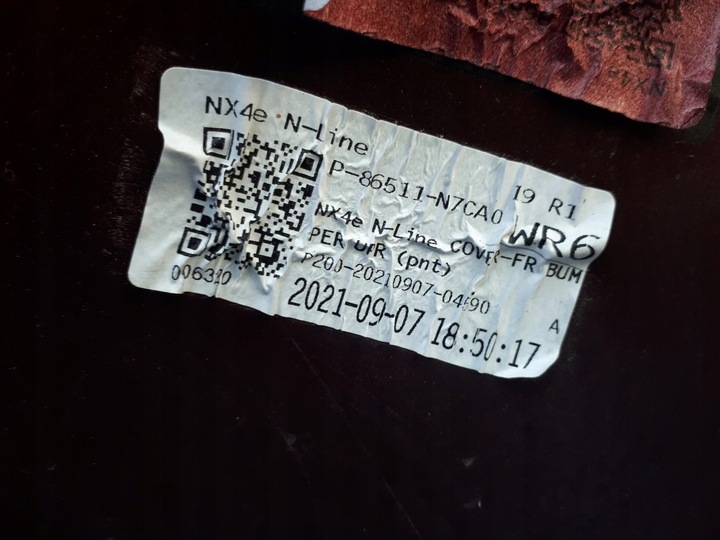 NX4e N-Line
P-86511-N7CA0 19 R1
NX4e N-Line COVER-FR BUM WR6
PER UPR (pnt)
P200-20210907-04690
006320 A
2021-09-07 18:50:17